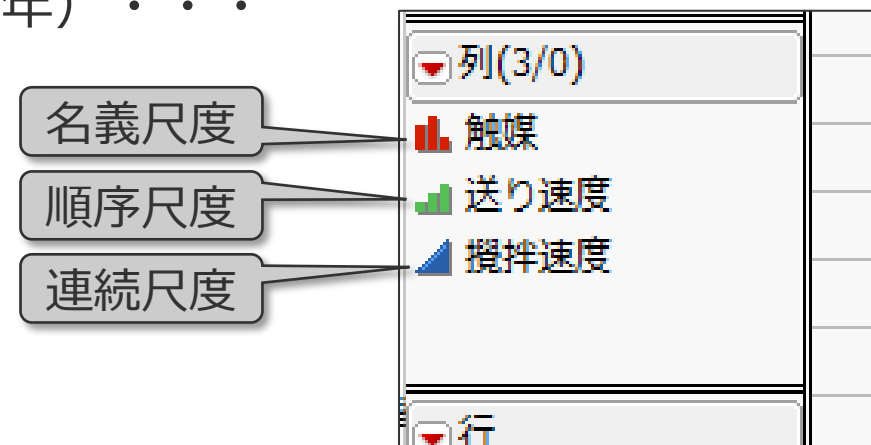 年）・・・
列(3/0)
名義尺度
触媒
順序尺度
送り速度
連続尺度
攪拌速度
行